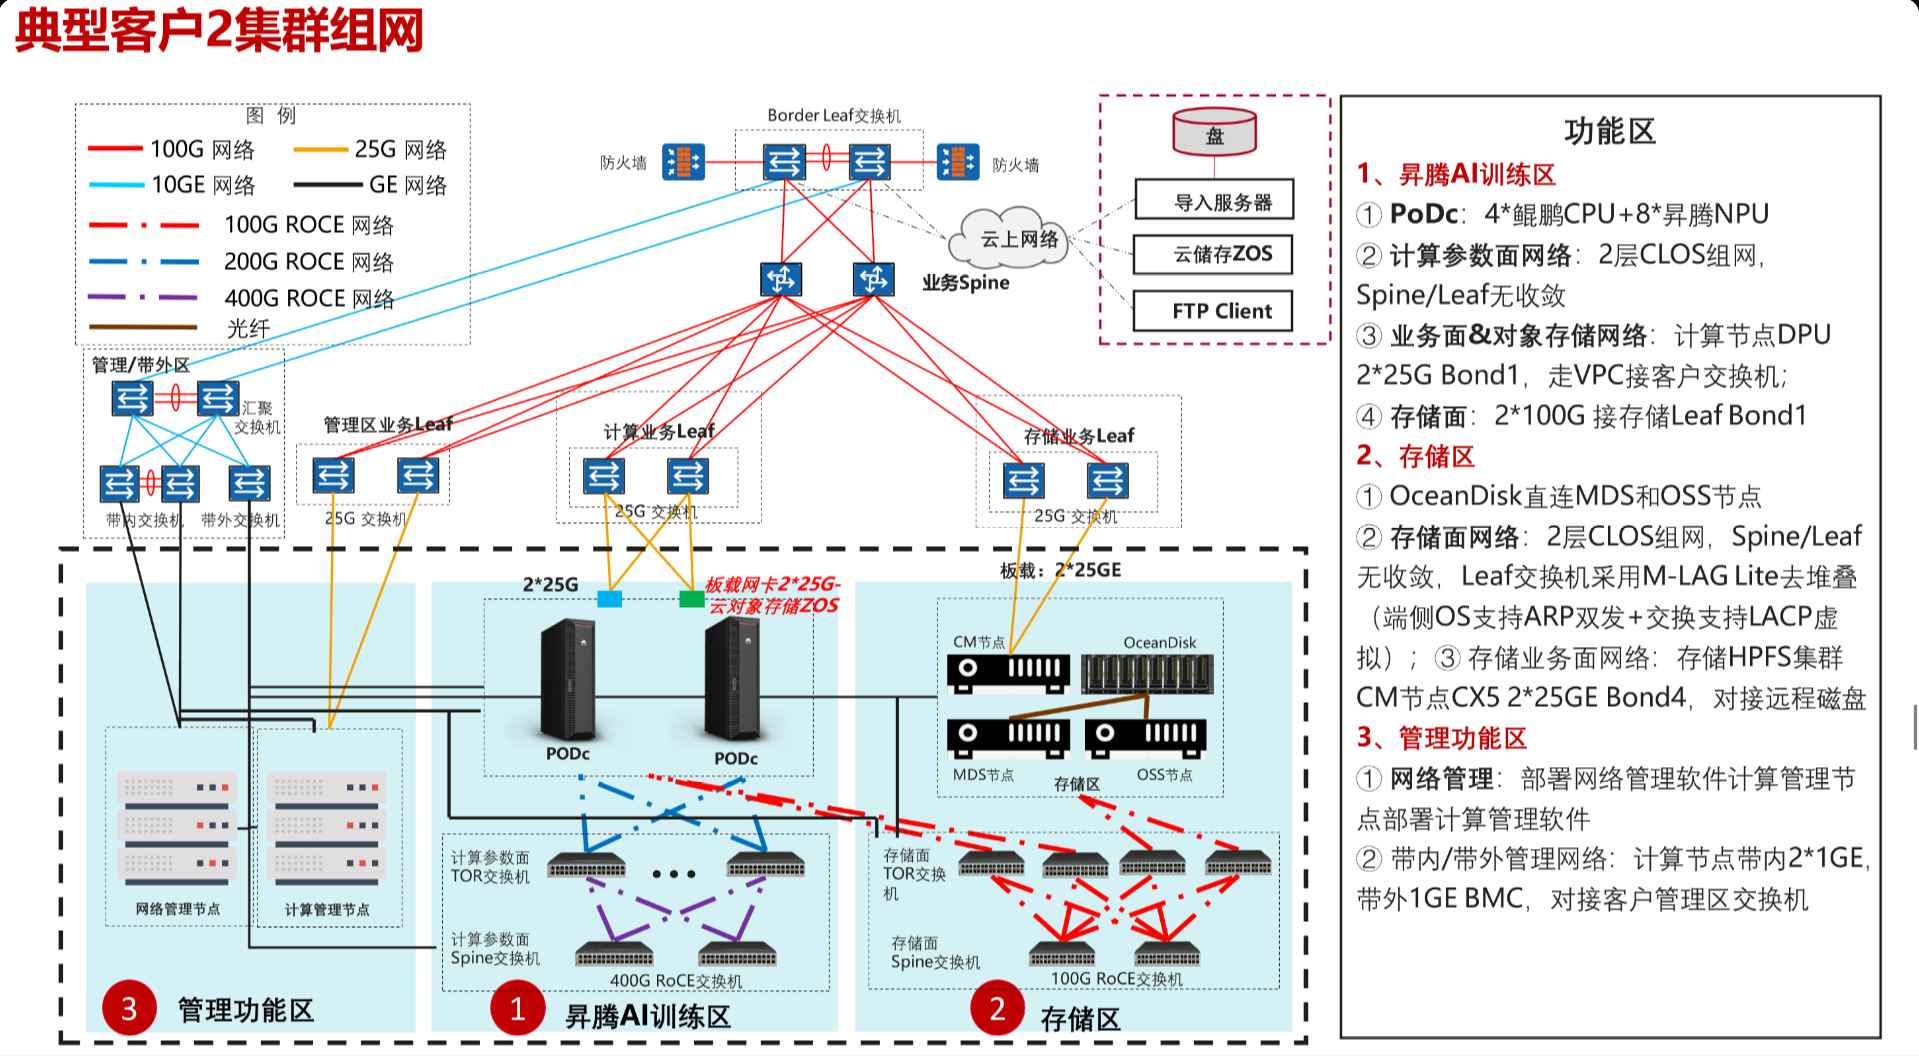 典型客户2集群组网
图 例
100G 网络
25G 网络
10GE 网络
GE 网络
100G ROCE 网络
200G ROCE 网络
400G ROCE 网络
光纤
Border Leaf交换机
防火墙
防火墙
业务Spine
云上网络
盘
导入服务器
云储存ZOS
FTP Client
管理/带外区
汇聚
交换机
带内交换机
带外交换机
管理区业务Leaf
25G 交换机
计算业务Leaf
25G 交换机
存储业务Leaf
25G 交换机
2*25G
板载网卡2*25G-
云对象存储ZOS
板载：2*25GE
PODc
PODc
CM节点
OceanDisk
MDS节点
OSS节点
存储区
网络管理节点
计算管理节点
计算参数面
TOR交换机
计算参数面
Spine交换机
400G RoCE交换机
存储面
TOR交换
机
存储面
Spine交换机
100G RoCE交换机
3 管理功能区
1 昇腾AI训练区
2 存储区
功能区
1、昇腾AI训练区
① PoDc：4*鲲鹏CPU+8*昇腾NPU
② 计算参数面网络：2层CLOS组网，
Spine/Leaf无收敛
③ 业务面&对象存储网络：计算节点DPU
2*25G Bond1，走VPC接客户交换机；
④ 存储面：2*100G 接存储Leaf Bond1
2、存储区
① OceanDisk直连MDS和OSS节点
② 存储面网络：2层CLOS组网，Spine/Leaf
无收敛，Leaf交换机采用M-LAG Lite去堆叠
（端侧OS支持ARP双发+交换支持LACP虚
拟）；③ 存储业务面网络：存储HPFS集群
CM节点CX5 2*25GE Bond4，对接远程磁盘
3、管理功能区
① 网络管理：部署网络管理软件计算管理节
点部署计算管理软件
② 带内/带外管理网络：计算节点带内2*1GE，
带外1GE BMC，对接客户管理区交换机